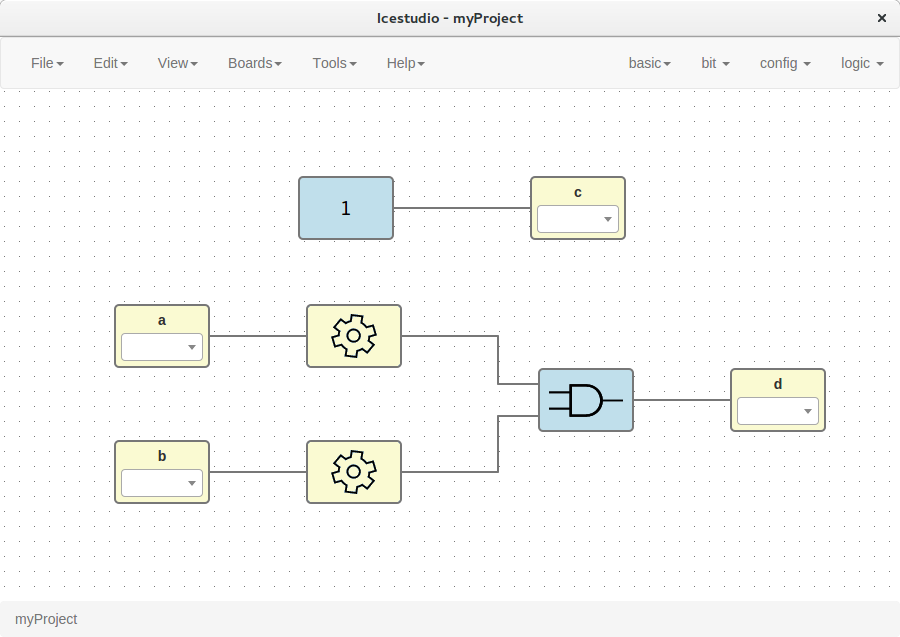 Icestudio - myProject
File Edit View Boards Tools Help basic bit config logic
1
c
a
b
d
myProject